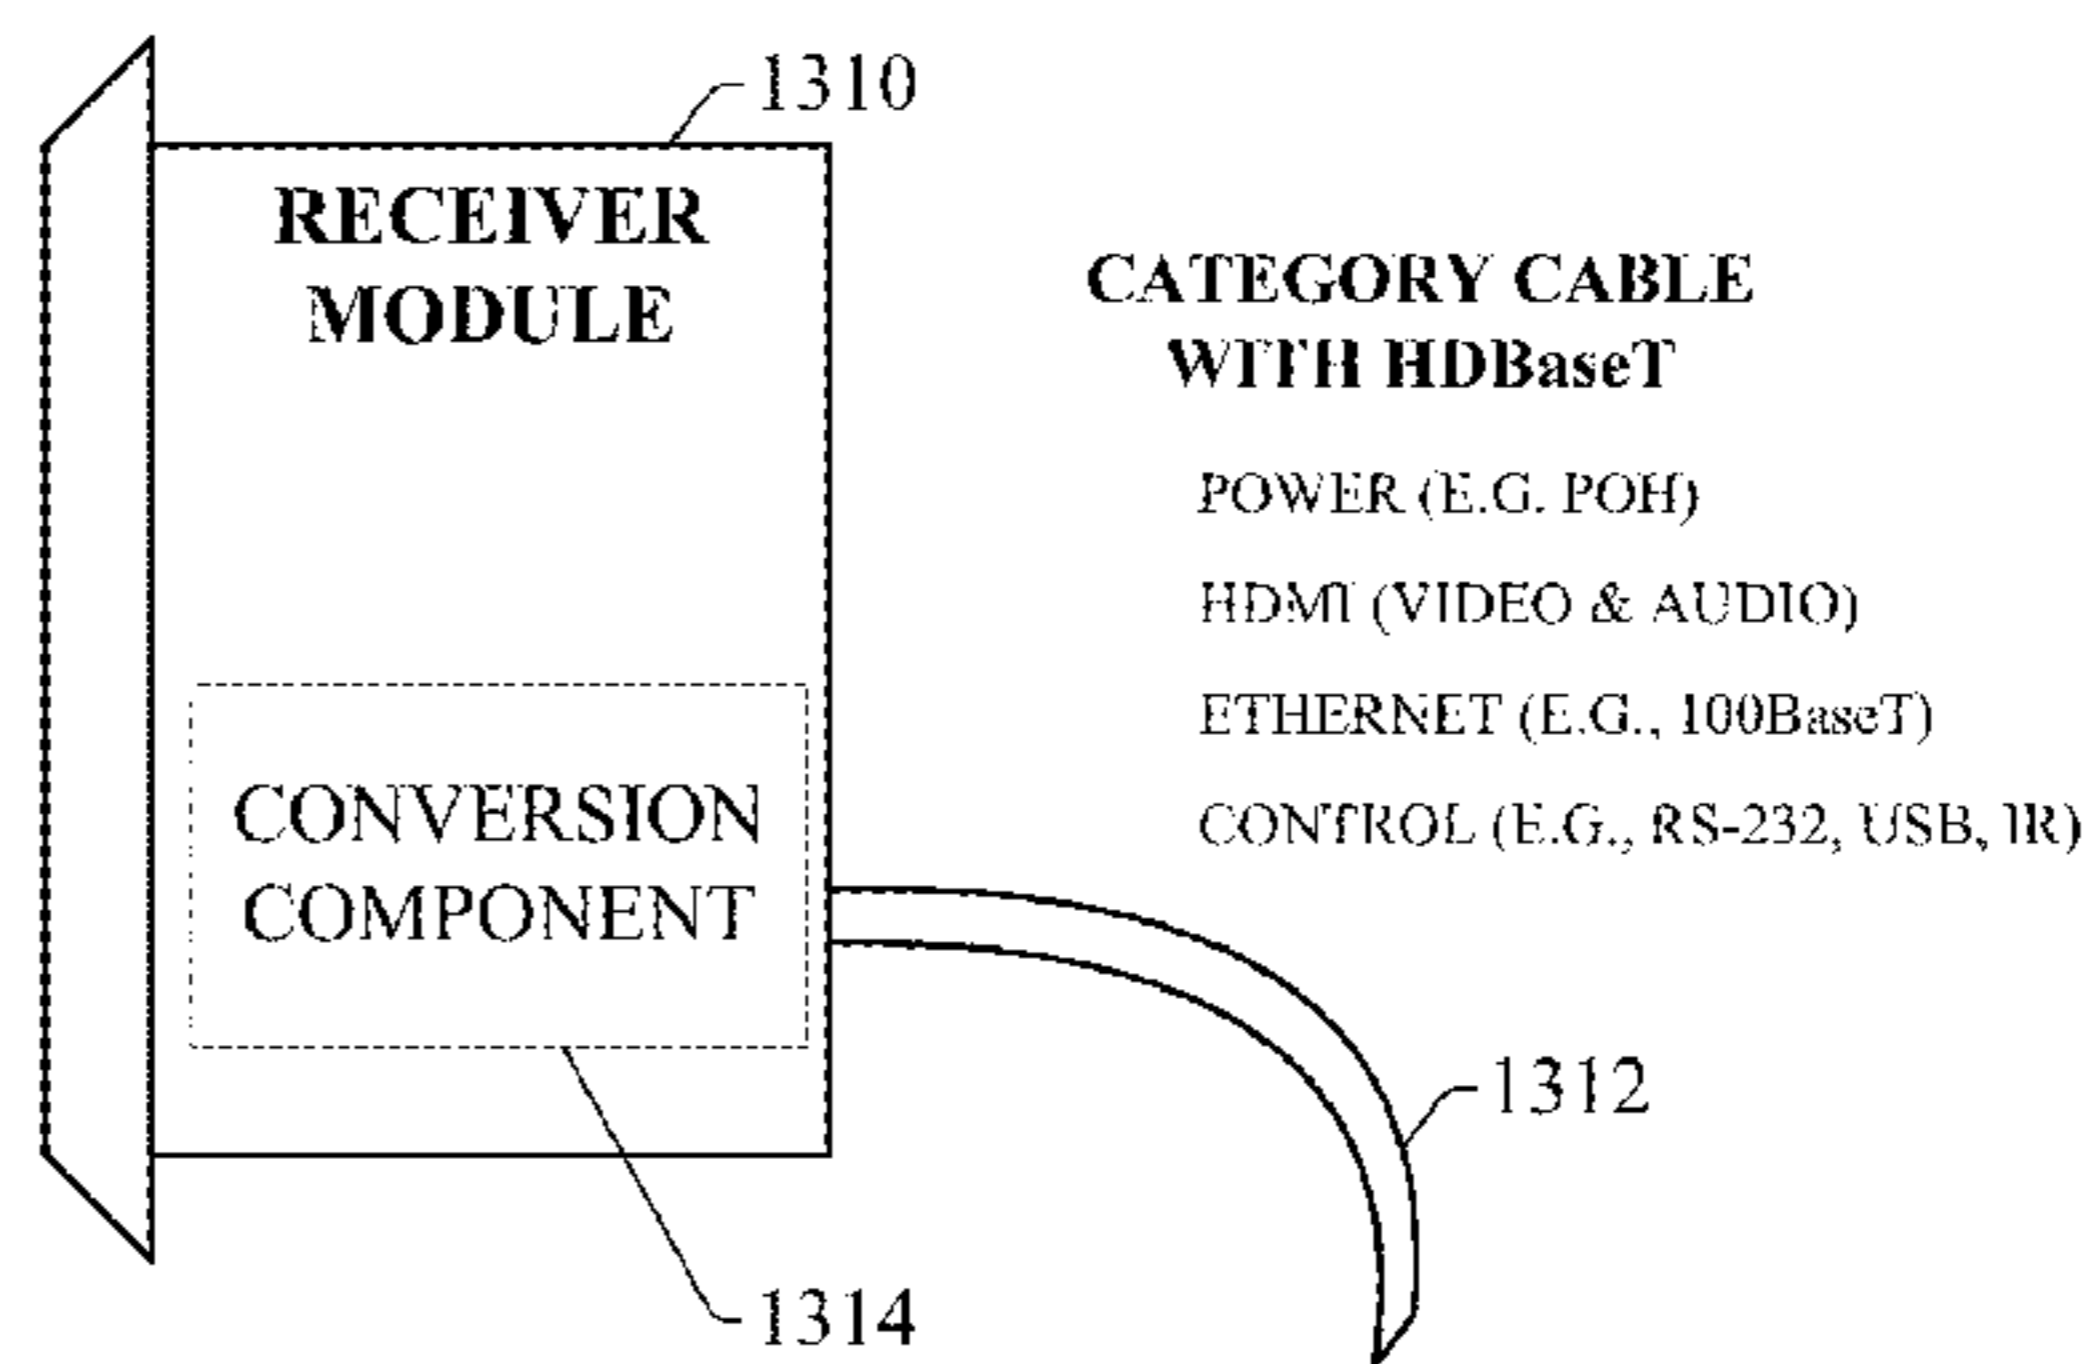 1310
RECEIVER
MODULE
CATEGORY CABLE
WITH HDBaseT
POWER (E.G. POH)
HDMI (VIDEO & AUDIO)
ETHERNET (E.G., 100BaseT)
CONTROL (E.G., RS-232, USB, IR)
CONVERSION
COMPONENT
1312
1314